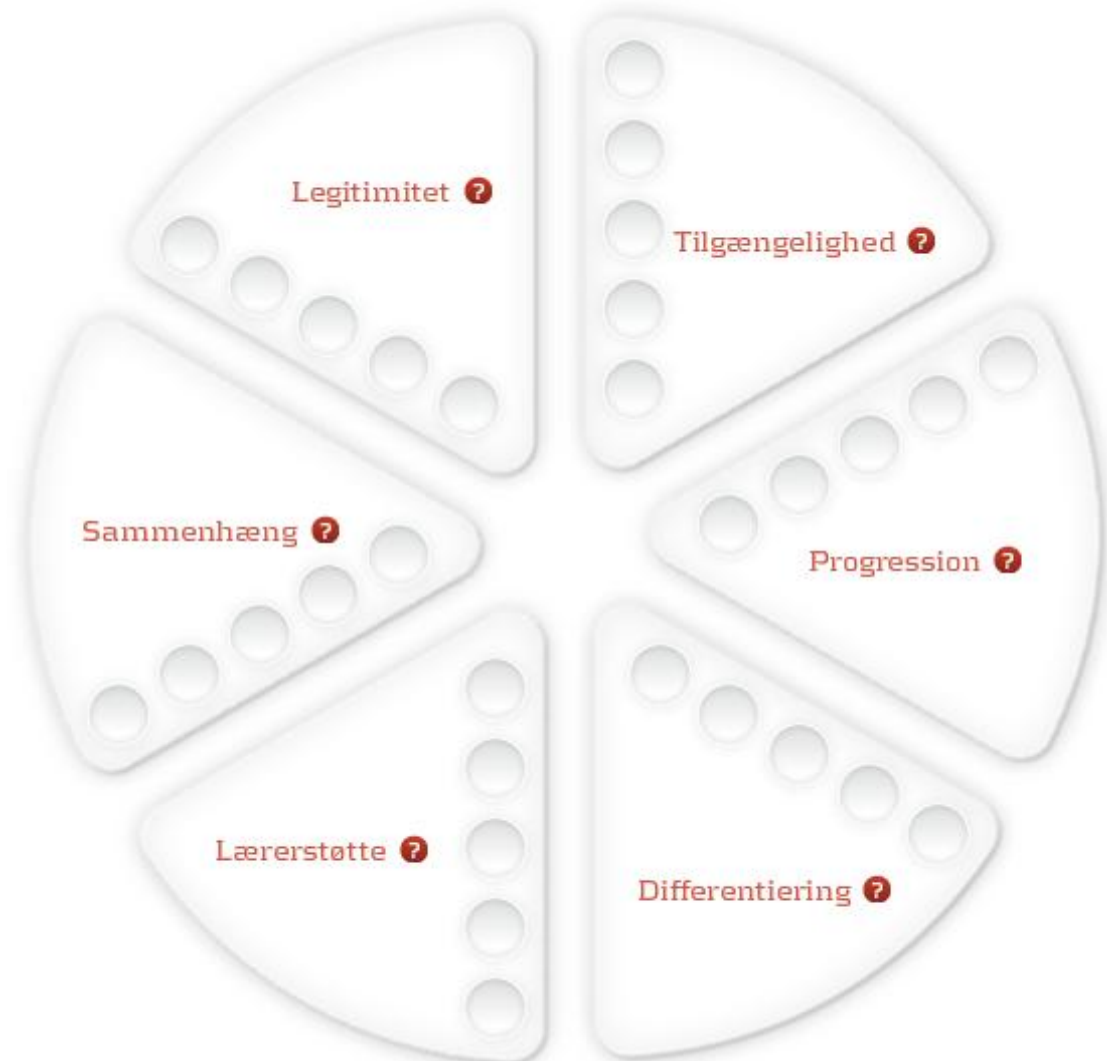 Legitimitet ?
Tilgængelighed ?
Sammenhæng ?
Progression ?
Lærerstøtte ?
Differentiering ?